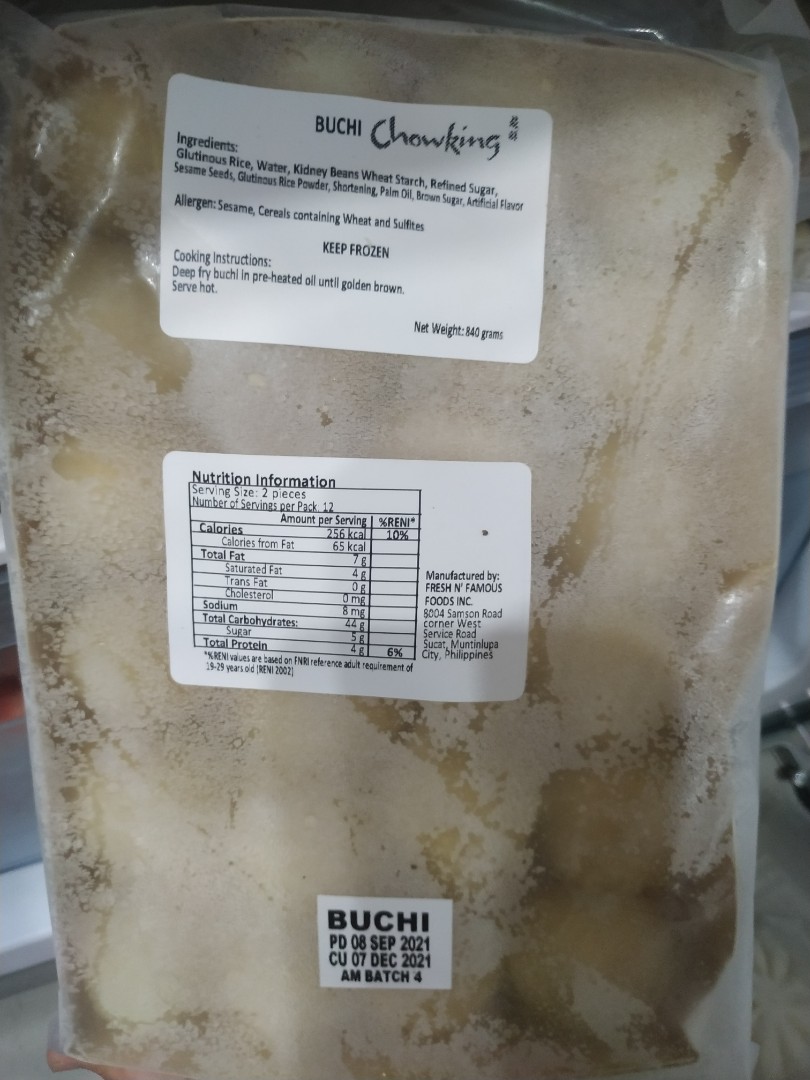 BUCHI Chowking
Ingredients:
Glutinous Rice, Water, Kidney Beans Wheat Starch, Refined Sugar,
Sesame Seeds, Glutinous Rice Powder, Shortening, Palm Oil, Brown Sugar, Artificial Flavor
Allergen: Sesame, Cereals containing Wheat and Sulfites
KEEP FROZEN
Cooking Instructions:
Deep fry buchi in pre-heated oil until golden brown.
Serve hot.
Net Weight: 840 grams
Nutrition Information
Serving Size: 2 pieces
Number of Servings per Pack. 12
Amount per Serving %RENI*
Calories 256 kcal 10%
Calories from Fat 65 kcal
Total Fat 7 g
Saturated Fat 4 g
Trans Fat 0 g
Cholesterol 0 mg
Sodium 8 mg
Total Carbohydrates: 44 g
Sugar 5 g
Total Protein 4 g 6%
*%RENI values are based on FNRI reference adult requirement of
19-29 years old (RENI 2002)
Manufactured by:
FRESH N' FAMOUS
FOODS INC.
8004 Samson Road
corner West
Service Road
Sucat, Muntinlupa
City, Philippines
BUCHI
PD 08 SEP 2021
CU 07 DEC 2021
AM BATCH 4